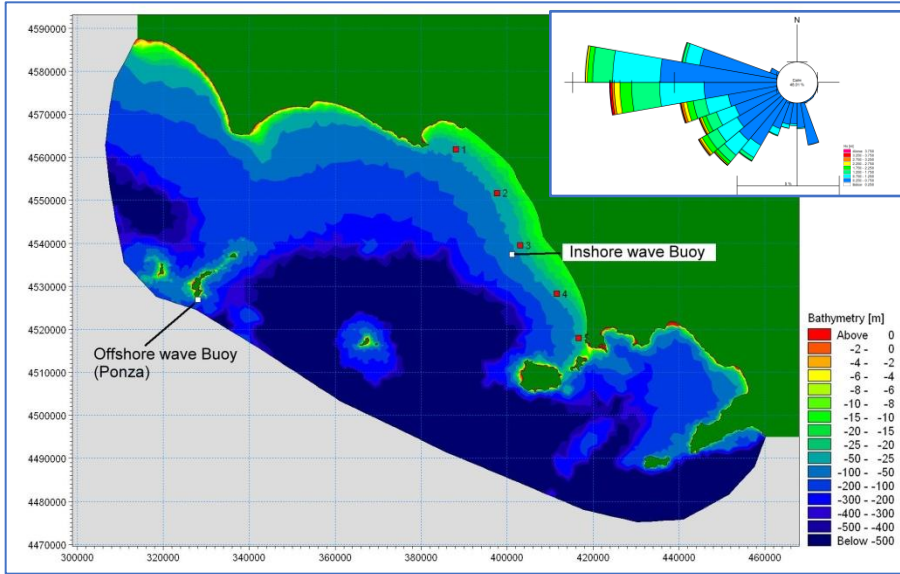 4590000
4580000
4570000
4560000
4550000
4540000
4530000
4520000
4510000
4500000
4490000
4480000
4470000
300000 320000 340000 360000 380000 400000 420000 440000 460000
1
2
3
4
Inshore wave Buoy
Offshore wave Buoy
(Ponza)
N
Bathymetry [m]
Above 0
-2 - 0
-4 - -2
-6 - -4
-8 - -6
-10 - -8
-15 - -10
-20 - -15
-25 - -20
-50 - -25
-100 - -50
-200 - -100
-300 - -200
-400 - -300
-500 - -400
Below -500